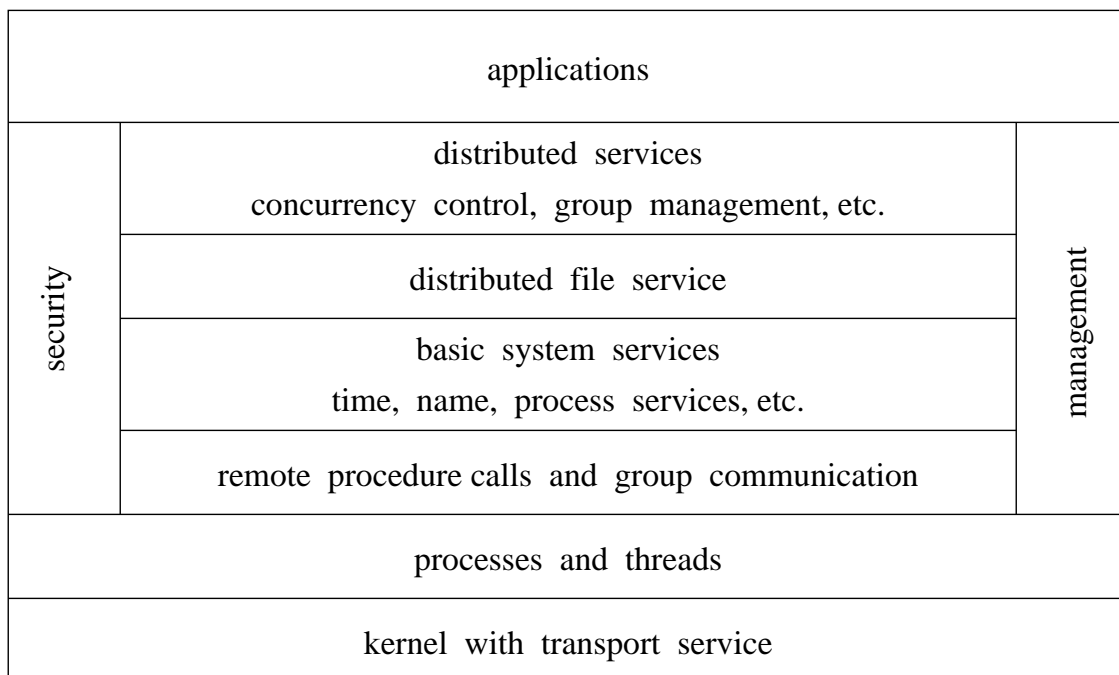 applications
security
distributed services
concurrency control, group management, etc.
distributed file service
basic system services
time, name, process services, etc.
remote procedure calls and group communication
management
processes and threads
kernel with transport service